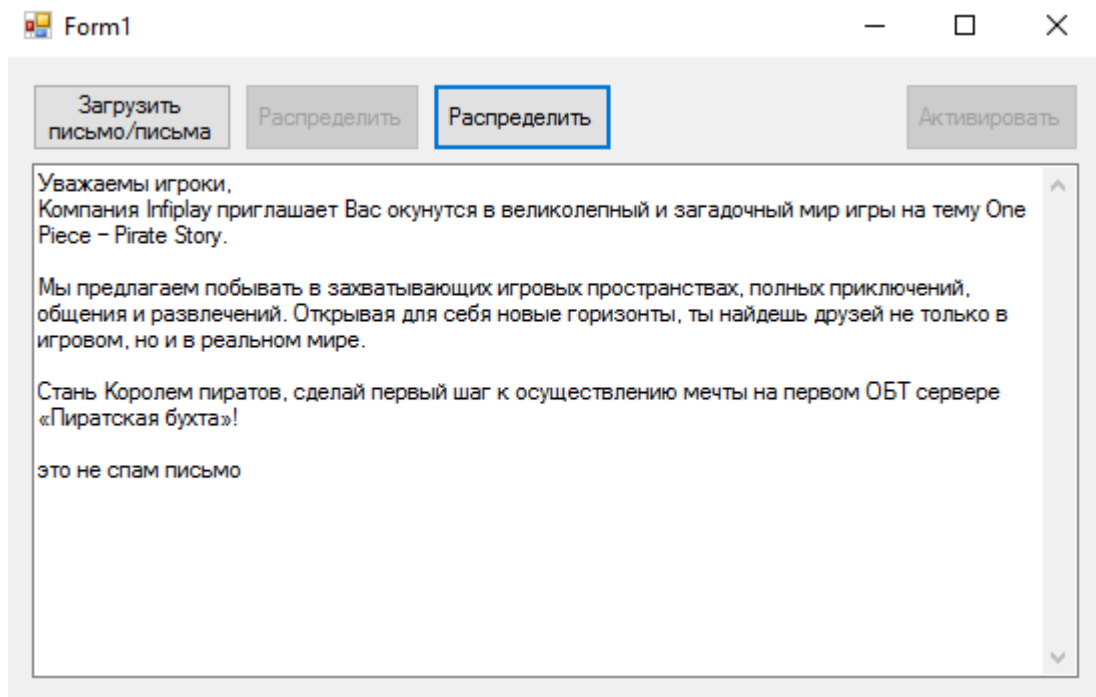 Form1
Загрузить
письмо/письма
Распределить
Распределить
Активировать
Уважаемы игроки,
Компания Infiplay приглашает Вас окунутся в великолепный и загадочный мир игры на тему One
Piece – Pirate Story.
Мы предлагаем побывать в захватывающих игровых пространствах, полных приключений,
общения и развлечений. Открывая для себя новые горизонты, ты найдешь друзей не только в
игровом, но и в реальном мире.
Стань Королем пиратов, сделай первый шаг к осуществлению мечты на первом ОБТ сервере
«Пиратская бухта»!
это не спам письмо